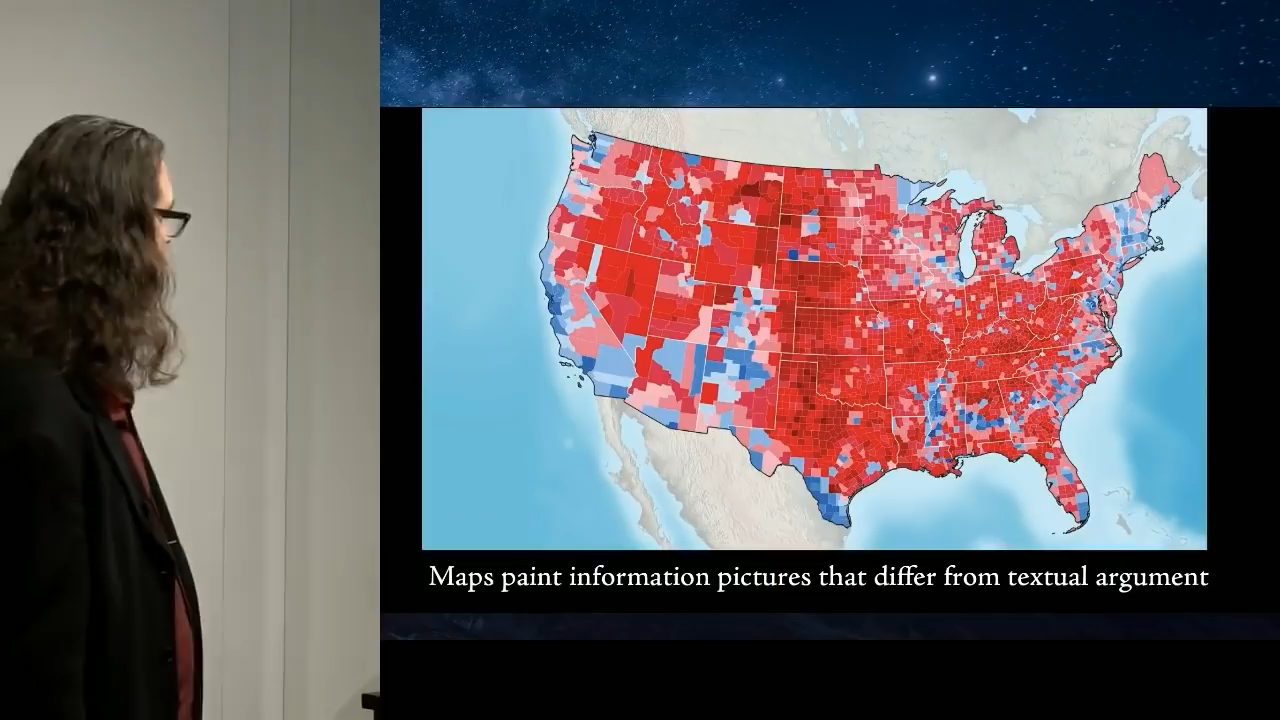 Maps paint information pictures that differ from textual argument